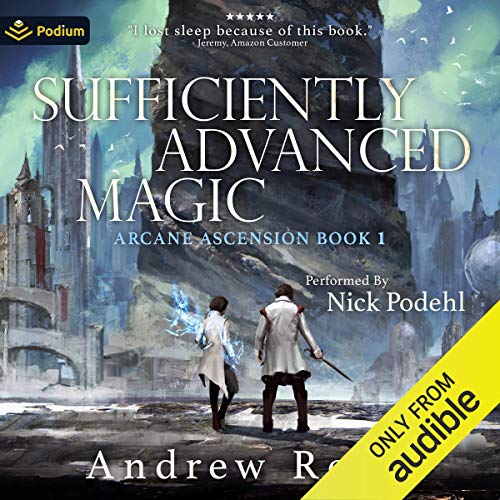 Podium
★★★★★
"I lost sleep because of this book."
- Jeremy, Amazon Customer
SUFFICIENTLY
ADVANCED
MAGIC
ARCANE ASCENSION BOOK 1
Performed By
Nick Podehl
Andrew
ONLY FROM
audible